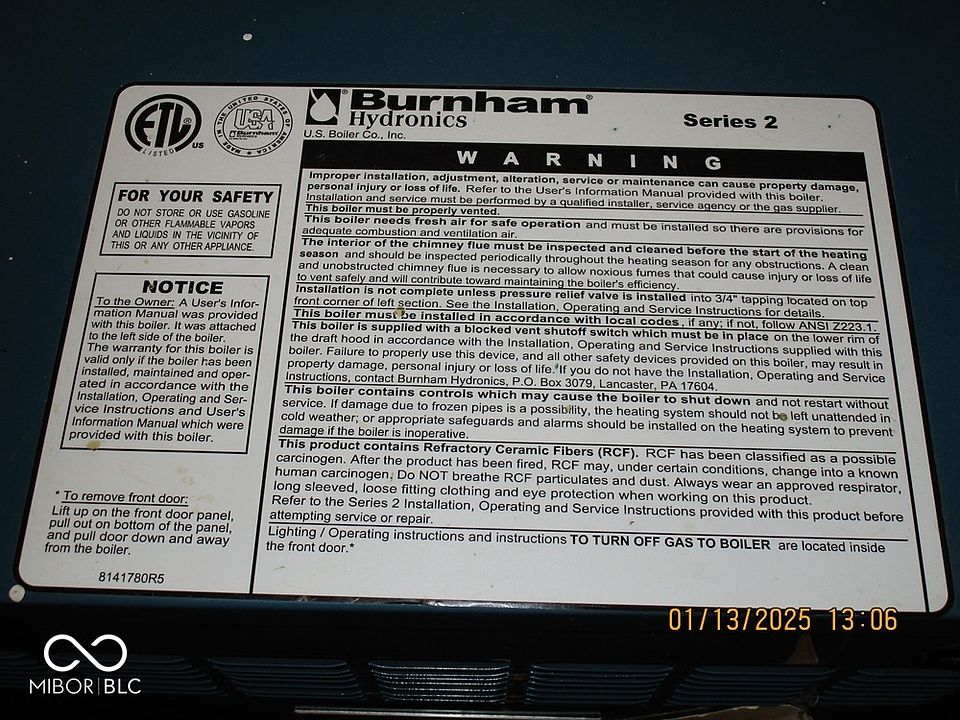 ETL
LISTED
US
MADE IN THE UNITED STATES OF AMERICA
USA
Burnham
Burnham®
Hydronics
U.S. Boiler Co., Inc.
Series 2
FOR YOUR SAFETY
DO NOT STORE OR USE GASOLINE
OR OTHER FLAMMABLE VAPORS
AND LIQUIDS IN THE VICINITY OF
THIS OR ANY OTHER APPLIANCE.
NOTICE
To the Owner: A User's Infor-
mation Manual was provided
with this boiler. It was attached
to the left side of the boiler.
The warranty for this boiler is
valid only if the boiler has been
installed, maintained and oper-
ated in accordance with the
Installation, Operating and Ser-
vice Instructions and User's
Information Manual which were
provided with this boiler.
* To remove front door:
Lift up on the front door panel,
pull out on bottom of the panel,
and pull door down and away
from the boiler.
8141780R5
WARNING
Improper installation, adjustment, alteration, service or maintenance can cause property damage,
personal injury or loss of life. Refer to the User's Information Manual provided with this boiler.
Installation and service must be performed by a qualified installer, service agency or the gas supplier.
This boiler must be properly vented.
This boiler needs fresh air for safe operation and must be installed so there are provisions for
adequate combustion and ventilation air.
The interior of the chimney flue must be inspected and cleaned before the start of the heating
season and should be inspected periodically throughout the heating season for any obstructions. A clean
and unobstructed chimney flue is necessary to allow noxious fumes that could cause injury or loss of life
to vent safely and will contribute toward maintaining the boiler's efficiency.
Installation is not complete unless pressure relief valve is installed into 3/4" tapping located on top
front corner of left section. See the Installation, Operating and Service Instructions for details.
This boiler must be installed in accordance with local codes, if any; if not, follow ANSI Z223.1.
This boiler is supplied with a blocked vent shutoff switch which must be in place on the lower rim of
the draft hood in accordance with the Installation, Operating and Service Instructions supplied with this
boiler. Failure to properly use this device, and all other safety devices provided on this boiler, may result in
property damage, personal injury or loss of life. If you do not have the Installation, Operating and Service
Instructions, contact Burnham Hydronics, P.O. Box 3079, Lancaster, PA 17604.
This boiler contains controls which may cause the boiler to shut down and not restart without
service. If damage due to frozen pipes is a possibility, the heating system should not be left unattended in
cold weather; or appropriate safeguards and alarms should be installed on the heating system to prevent
damage if the boiler is inoperative.
This product contains Refractory Ceramic Fibers (RCF). RCF has been classified as a possible
carcinogen. After the product has been fired, RCF may, under certain conditions, change into a known
human carcinogen. Do NOT breathe RCF particulates and dust. Always wear an approved respirator,
long sleeved, loose fitting clothing and eye protection when working on this product.
Refer to the Series 2 Installation, Operating and Service Instructions provided with this product before
attempting service or repair.
Lighting / Operating instructions and instructions TO TURN OFF GAS TO BOILER are located inside
the front door.*
01/13/2025 13:06
MIBOR|BLC